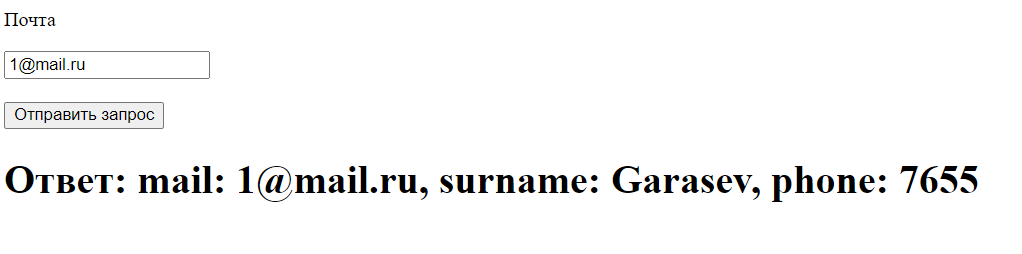 Почта
1@mail.ru
Отправить запрос
Ответ: mail: 1@mail.ru, surname: Garasev, phone: 7655